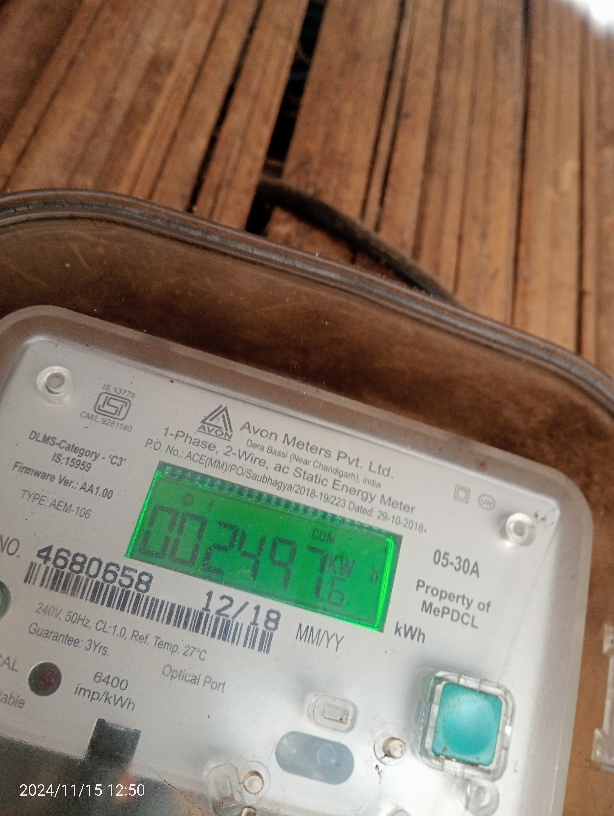 IS:13779
CM/L:9281160
AVON
Avon Meters Pvt. Ltd.
Dera Bassi (Near Chandigarh), India
DLMS-Category - 'C3'
IS:15959
Firmware Ver.: AA1.00
TYPE: AEM-106
1-Phase, 2-Wire, ac Static Energy Meter
P.O. No.: ACE(MM)/PO/Saubhagya/2018-19/223 Dated: 29-10-2018
CUM
002497
KW h
1.6.
05-30A
Property of
MePDCL
kWh
NO. 4680658
12/18
MM/YY
240V, 50Hz, CL:1.0, Ref. Temp. 27°C
Guarantee: 3Yrs.
Optical Port
CAL
6400
imp/kWh
2024/11/15 12:50